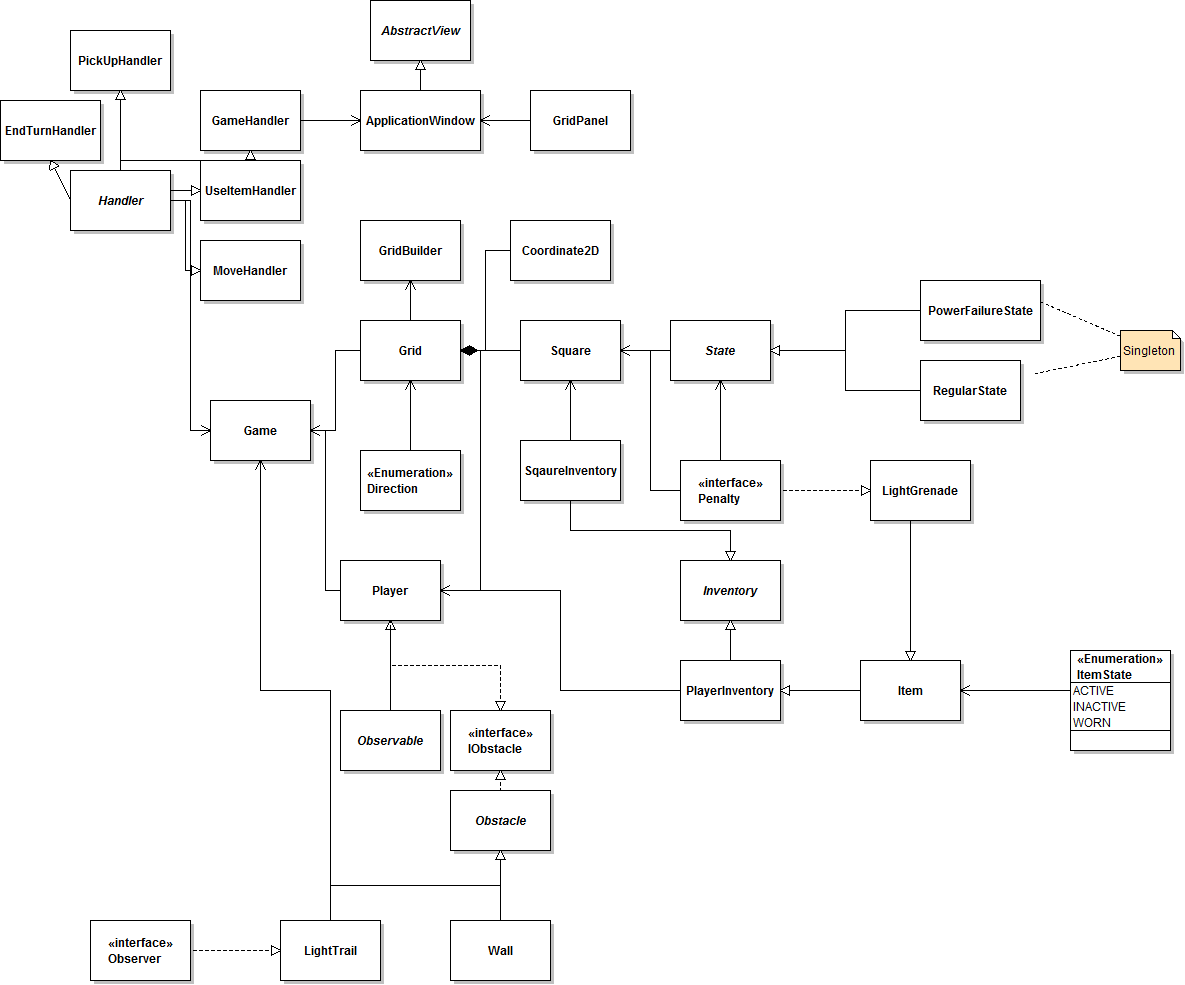 AbstractView
PickUpHandler
EndTurnHandler
GameHandler
ApplicationWindow
GridPanel
Handler
UseItemHandler
MoveHandler
GridBuilder
Coordinate2D
PowerFailureState
Singleton
Grid
Square
State
RegularState
Game
«Enumeration»
Direction
SqaureInventory
«interface»
Penalty
LightGrenade
Player
Inventory
PlayerInventory
Item
«Enumeration»
ItemState
ACTIVE
INACTIVE
WORN
Observable
«interface»
IObstacle
Obstacle
«interface»
Observer
LightTrail
Wall